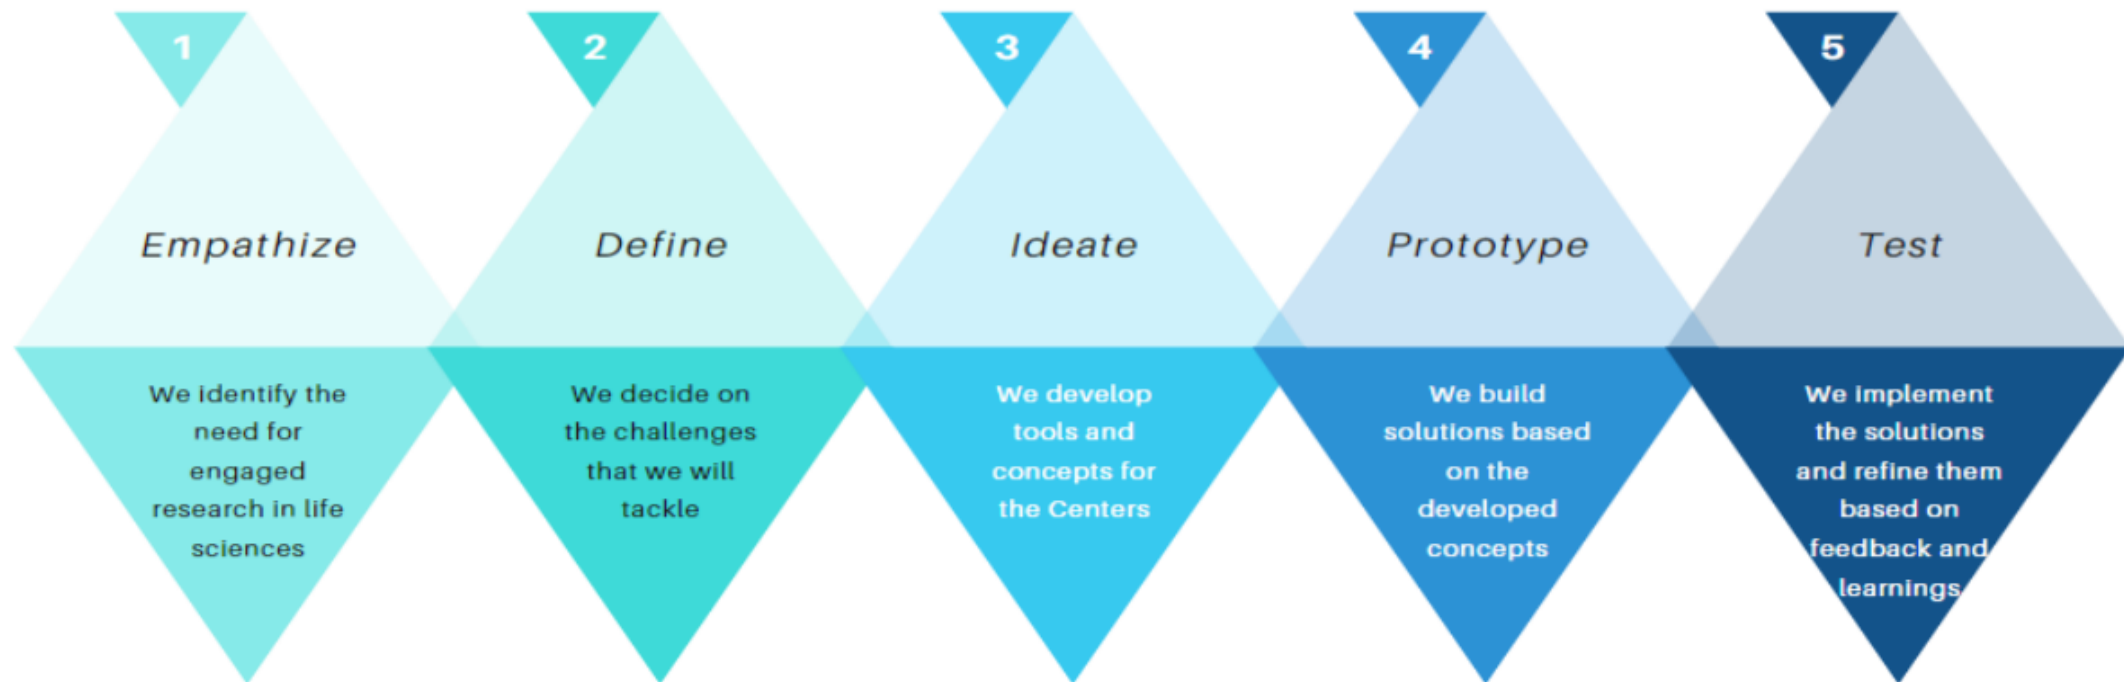 1
Empathize
We identify the
need for
engaged
research in life
sciences
2
Define
We decide on
the challenges
that we will
tackle
3
Ideate
We develop
tools and
concepts for
the Centers
4
Prototype
We build
solutions based
on the
developed
concepts
5
Test
We implement
the solutions
and refine them
based on
feedback and
learnings